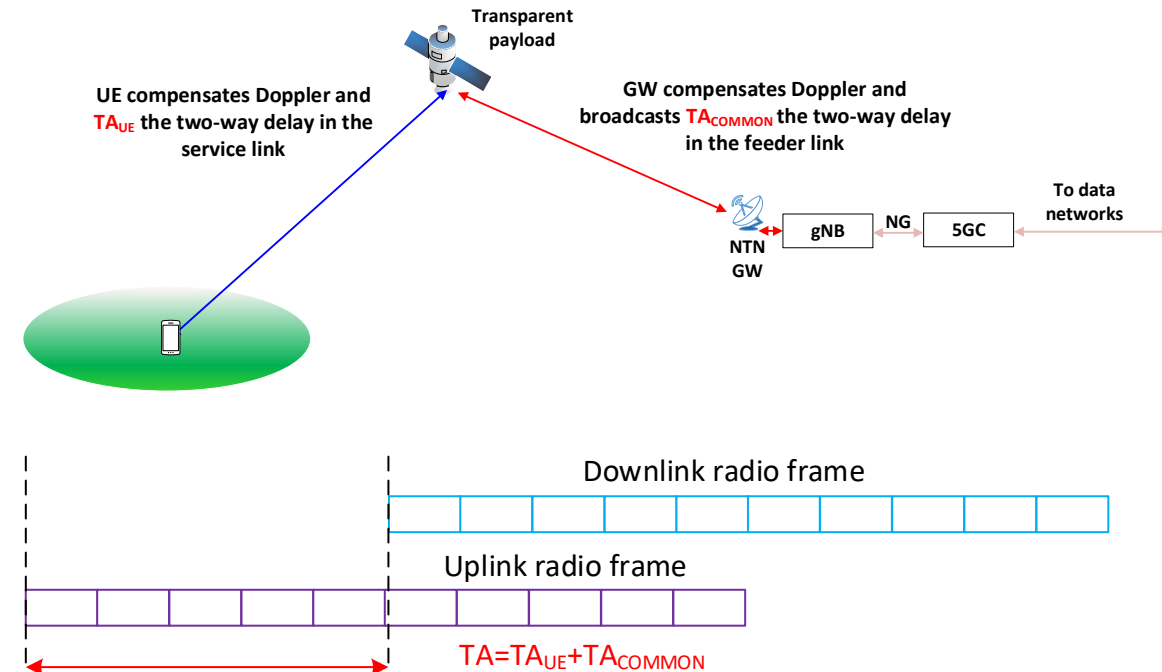 Transparent
payload
UE compensates Doppler and
TAUE the two-way delay in the
service link
GW compensates Doppler and
broadcasts TACOMMON the two-way delay
in the feeder link
To data
networks
NG
gNB
5GC
NTN
GW
Downlink radio frame
Uplink radio frame
TA=TAUE+TACOMMON